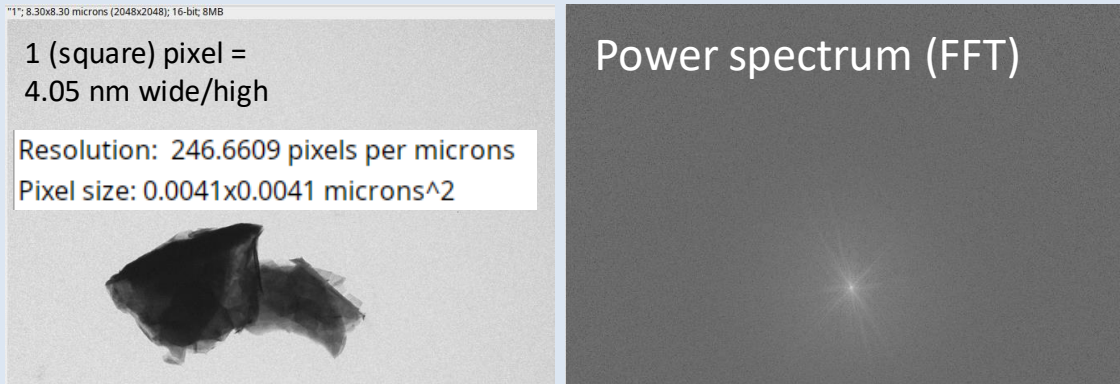 "1"; 8.30x8.30 microns (2048x2048); 16-bit; 8MB
1 (square) pixel =
4.05 nm wide/high
Resolution:  246.6609 pixels per microns
Pixel size: 0.0041x0.0041 microns^2
Power spectrum (FFT)